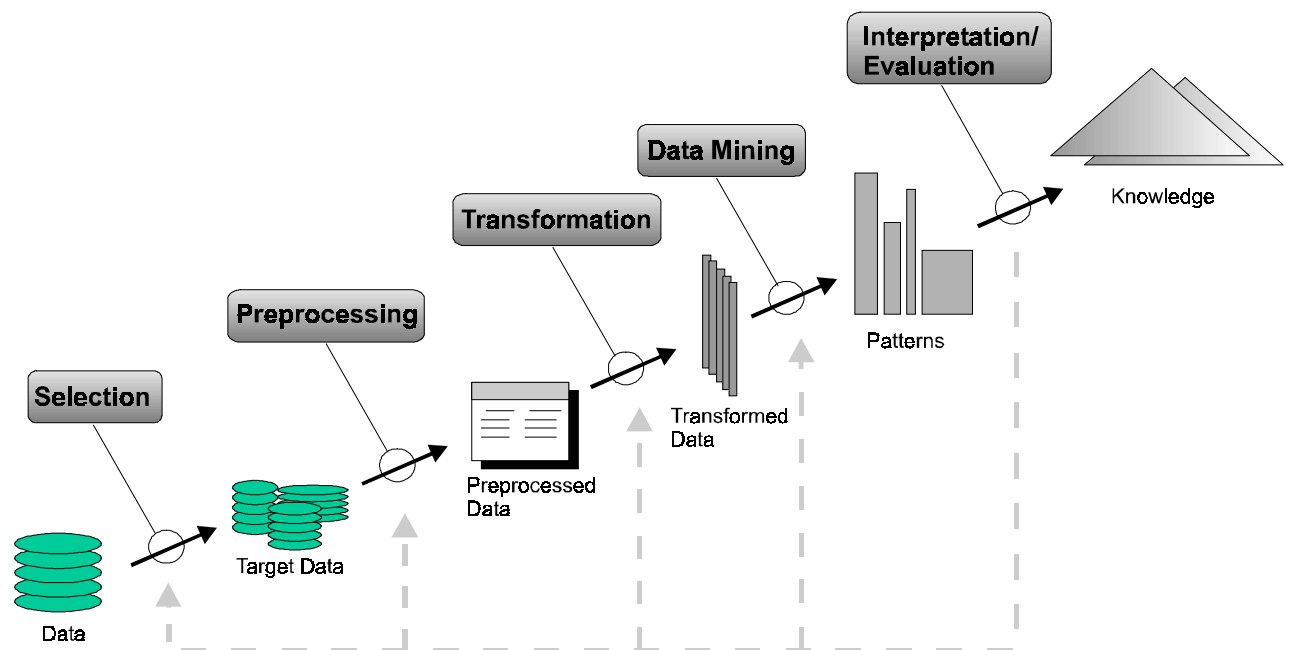 Interpretation/
Evaluation
Data Mining
Transformation
Preprocessing
Selection
Knowledge
Patterns
Transformed
Data
Preprocessed
Data
Target Data
Data